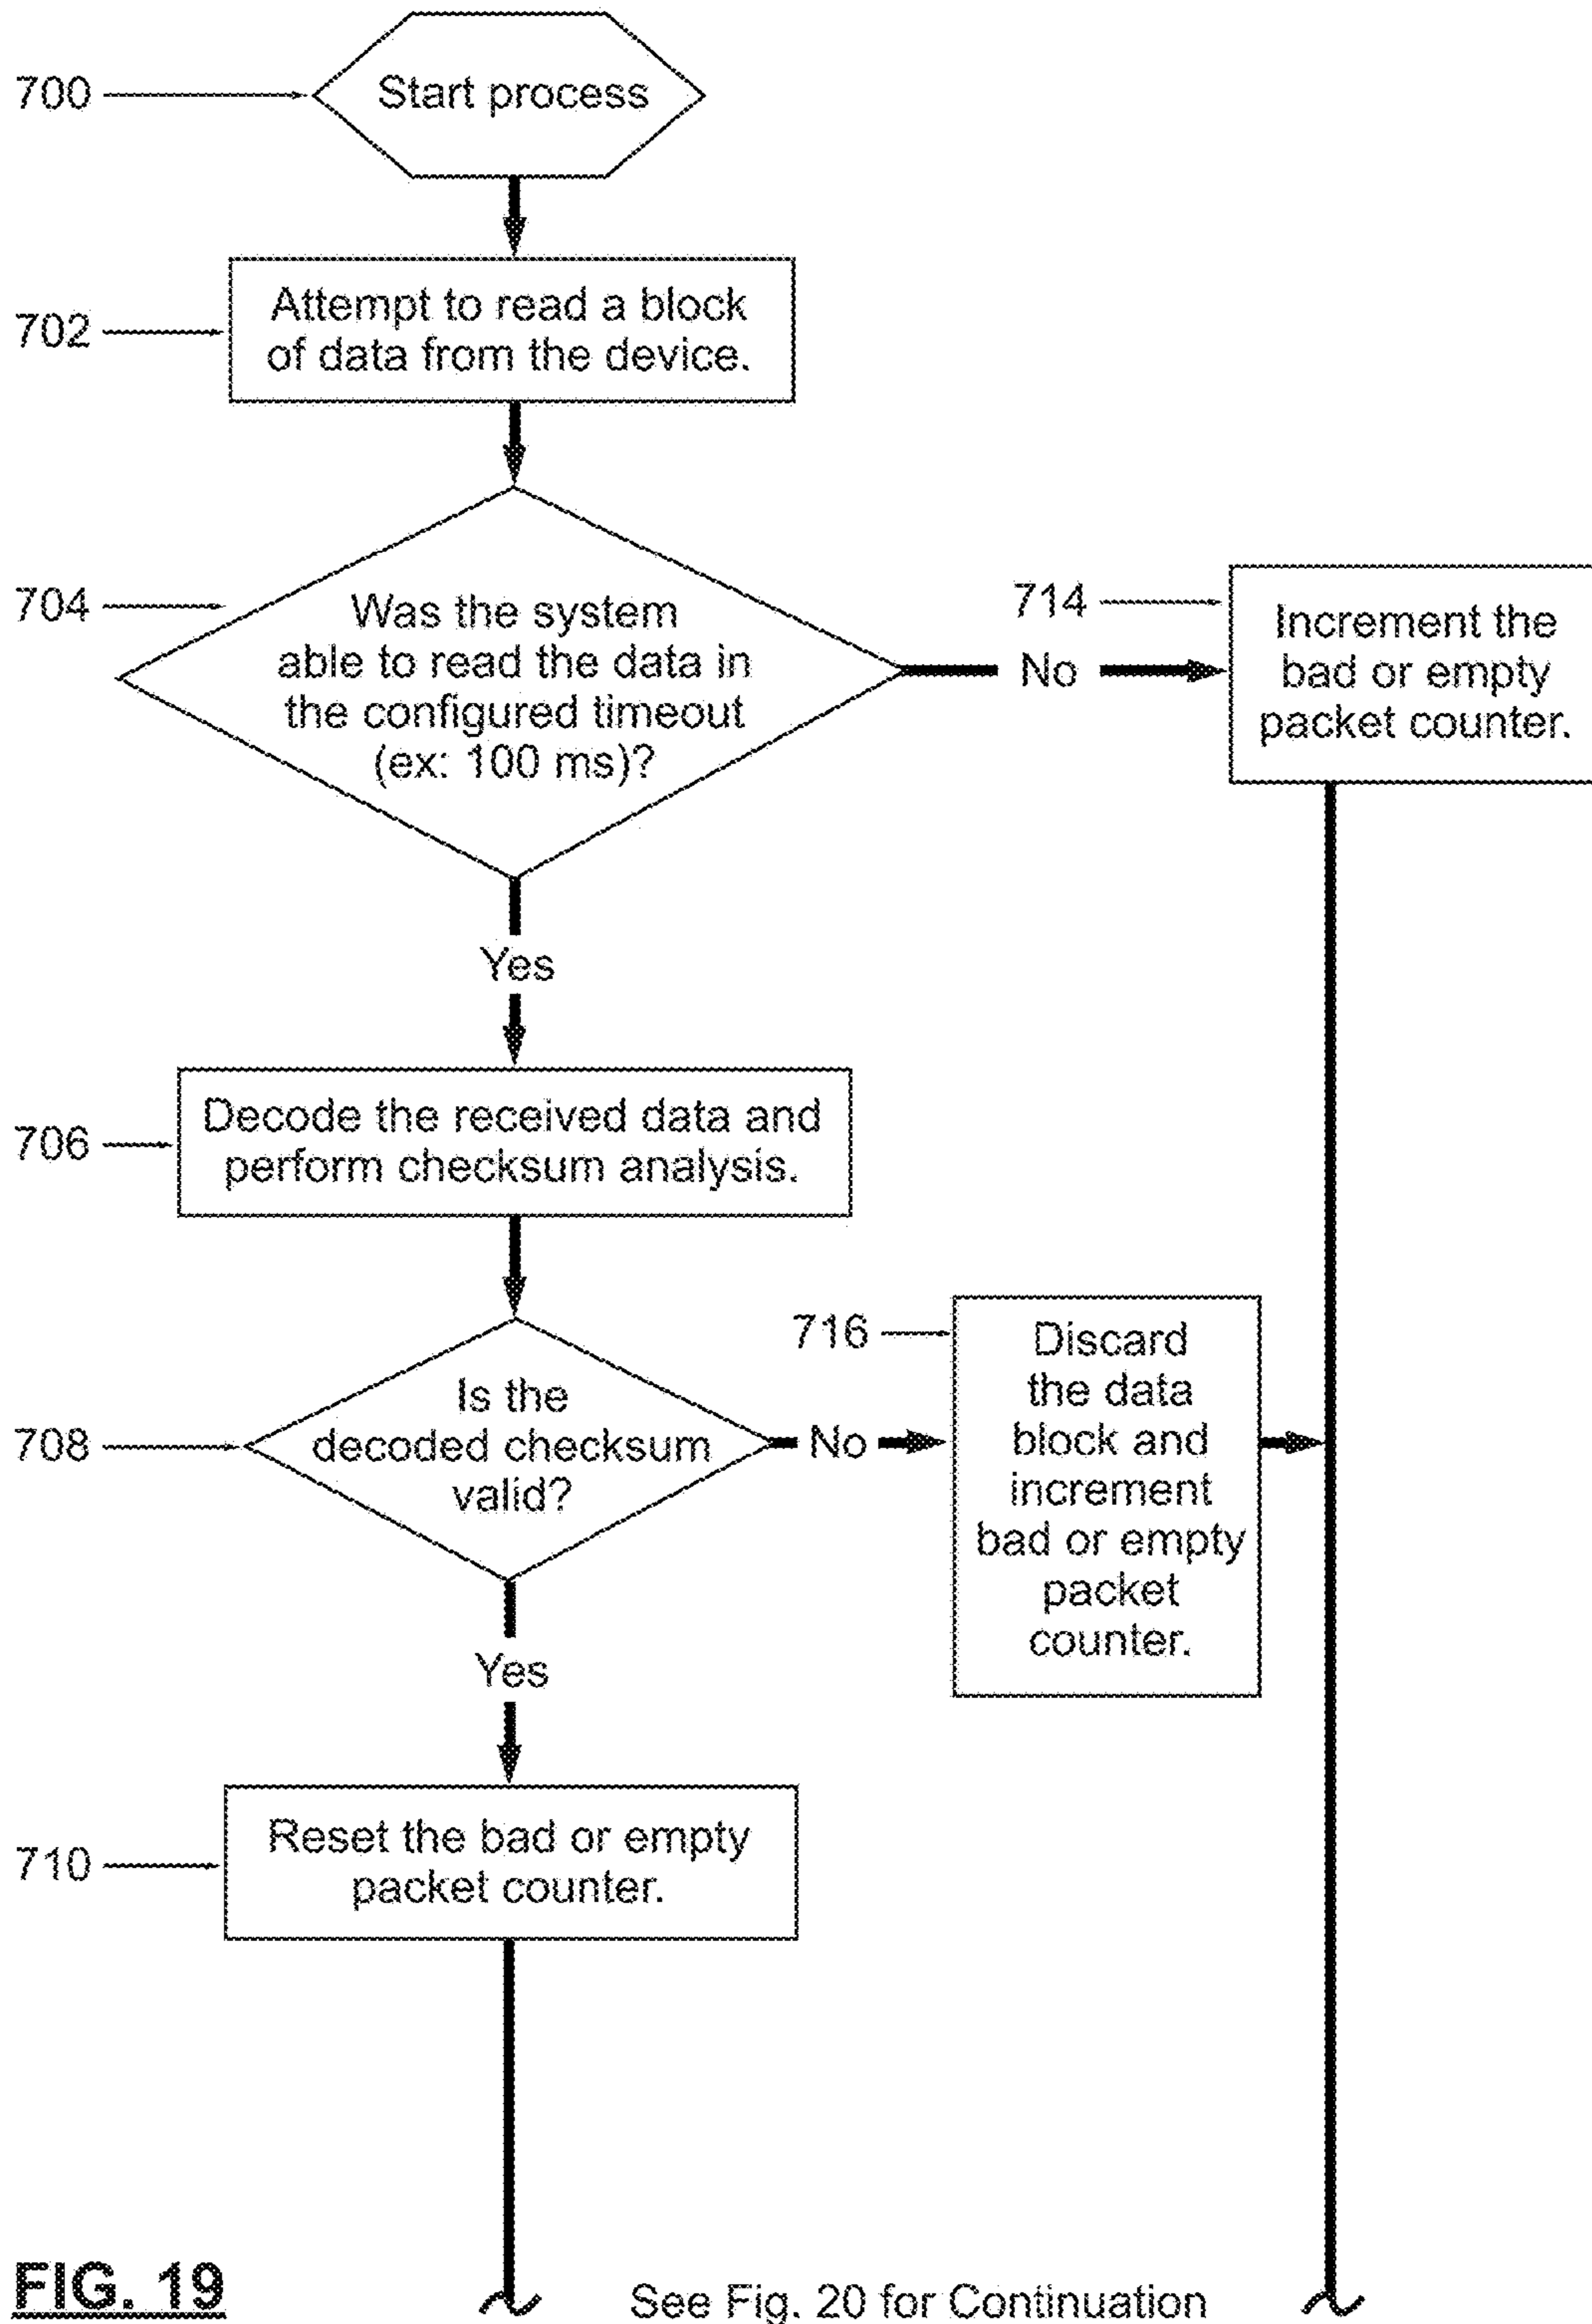 700
Start process
702
Attempt to read a block
of data from the device.
704
Was the system
able to read the data in
the configured timeout
(ex: 100 ms)?
No
714
Increment the
bad or empty
packet counter.
Yes
706
Decode the received data and
perform checksum analysis.
708
Is the
decoded checksum
valid?
No
716
Discard
the data
block and
increment
bad or empty
packet
counter.
Yes
710
Reset the bad or empty
packet counter.
FIG. 19
See Fig. 20 for Continuation